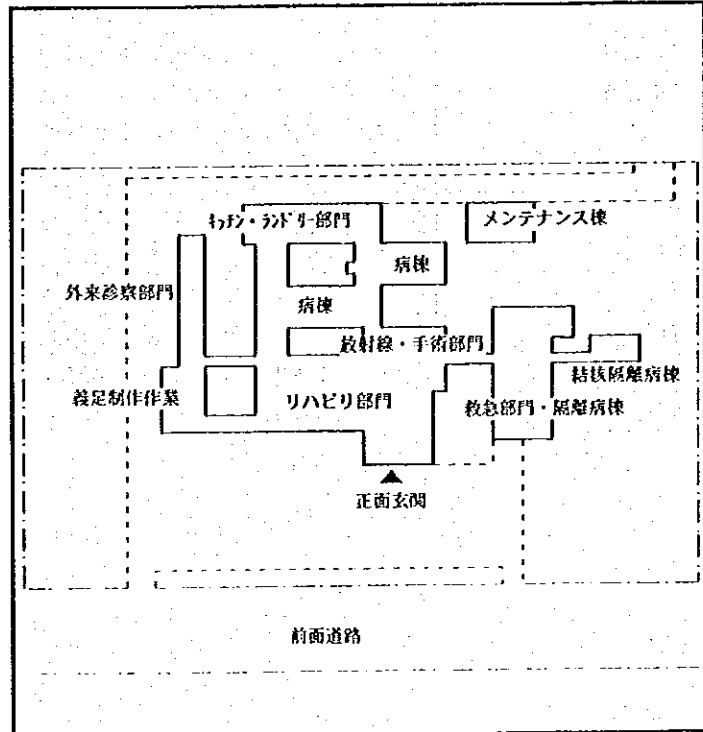 キッチン・ランドリー部門
メンテナンス棟
病棟
外来診察部門
病棟
放射線・手術部門
結核隔離病棟
義足制作作業
リハビリ部門
救急部門・隔離病棟
正面玄関
前面道路